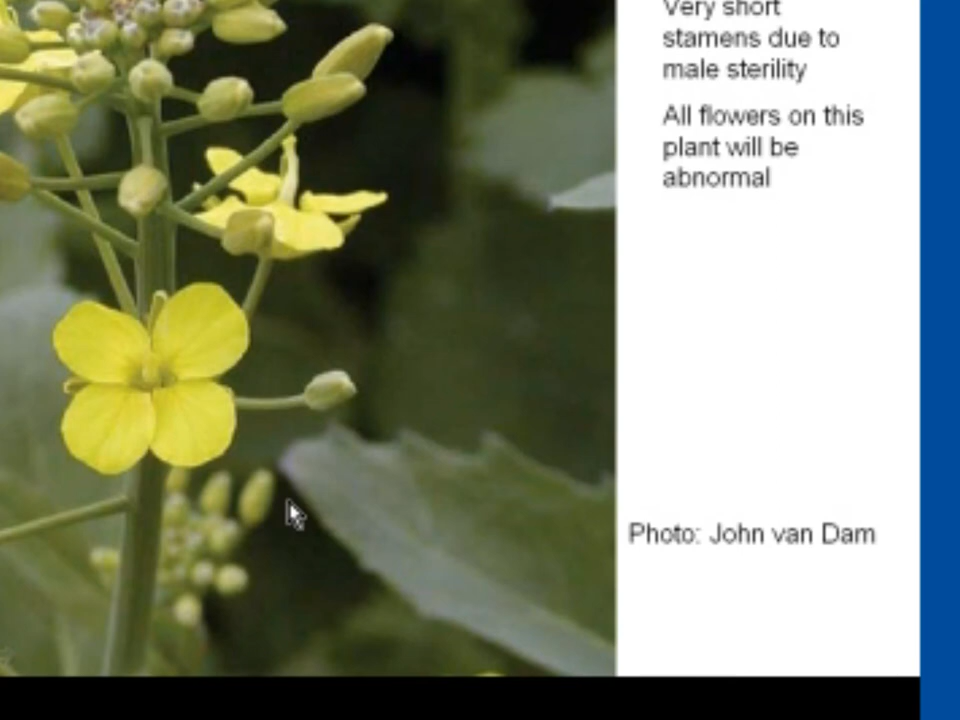 Very short
stamens due to
male sterility
All flowers on this
plant will be
abnormal
Photo: John van Dam